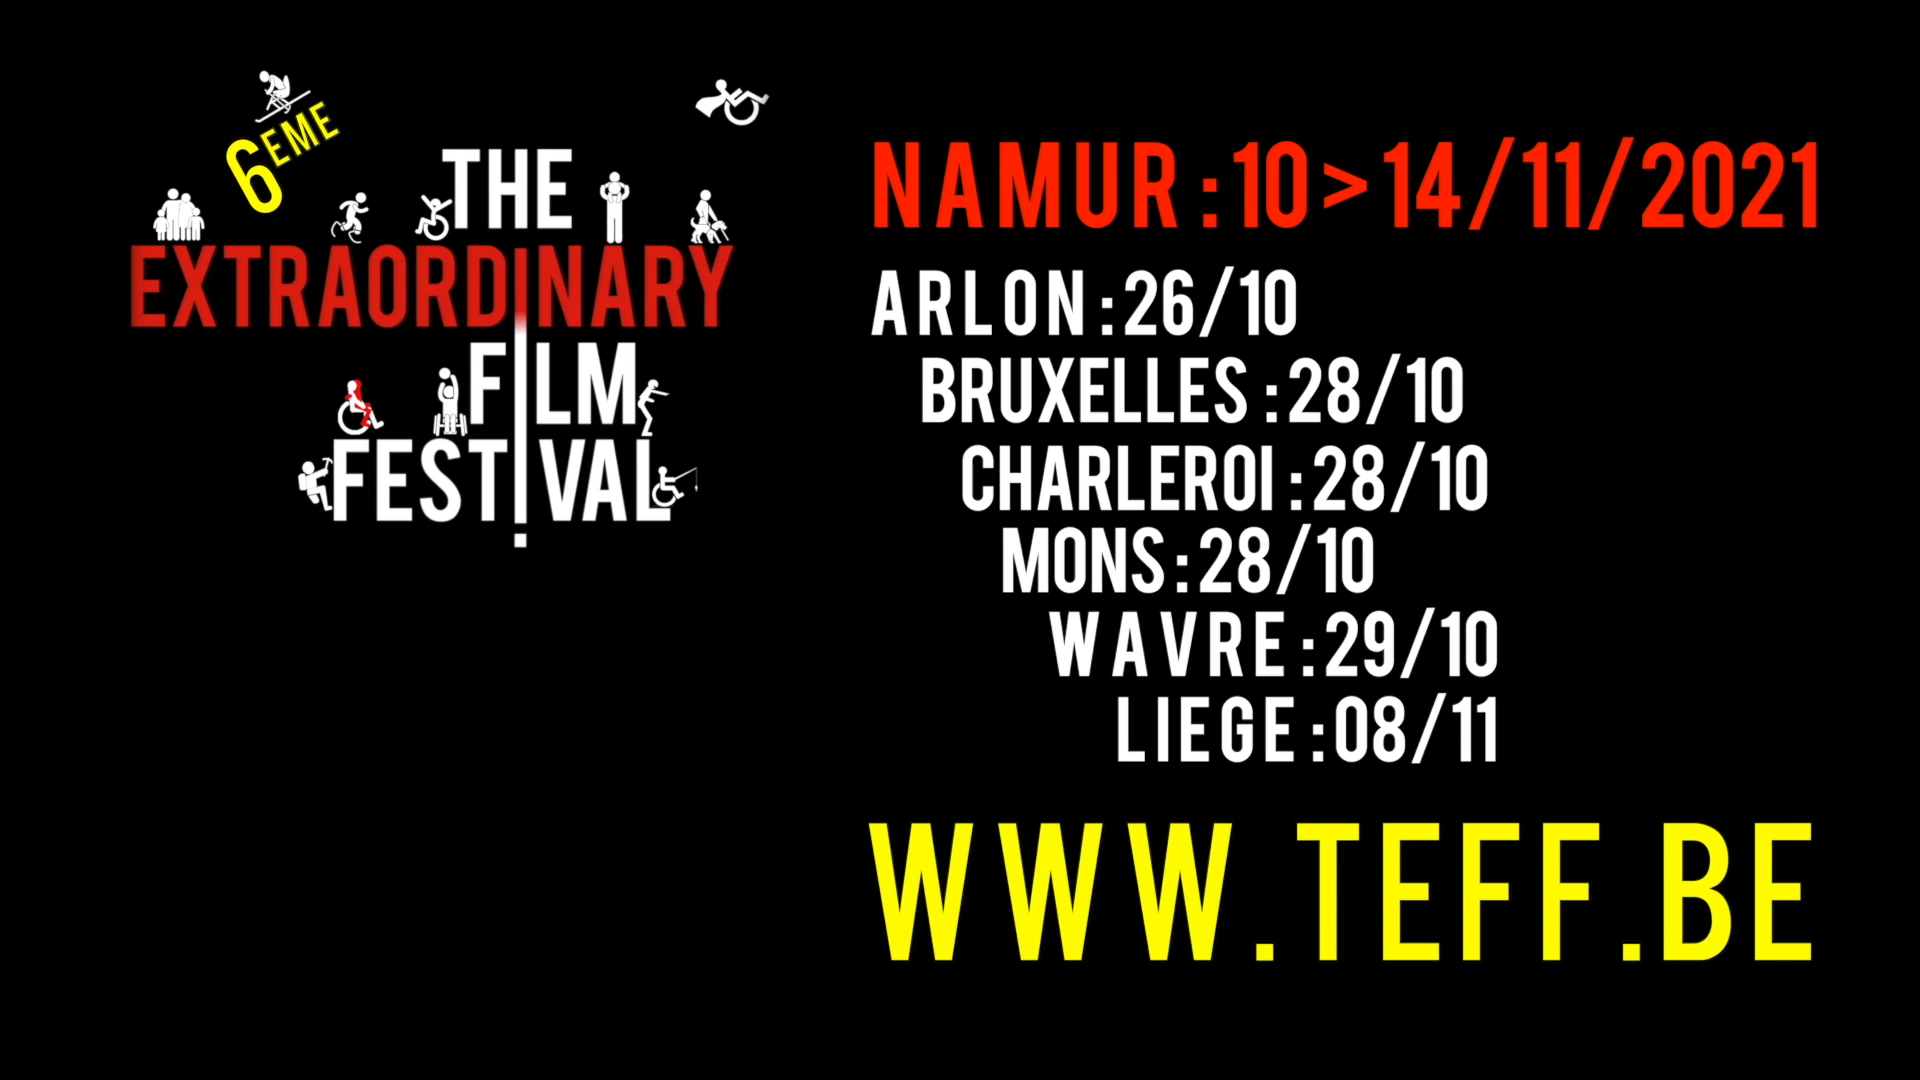 6EME
THE
EXTRAORDINARY
FILM
FESTIVAL
NAMUR : 10 > 14/11/2021
ARLON : 26/10
BRUXELLES : 28/10
CHARLEROI : 28/10
MONS : 28/10
WAVRE : 29/10
LIEGE : 08/11
WWW.TEFF.BE